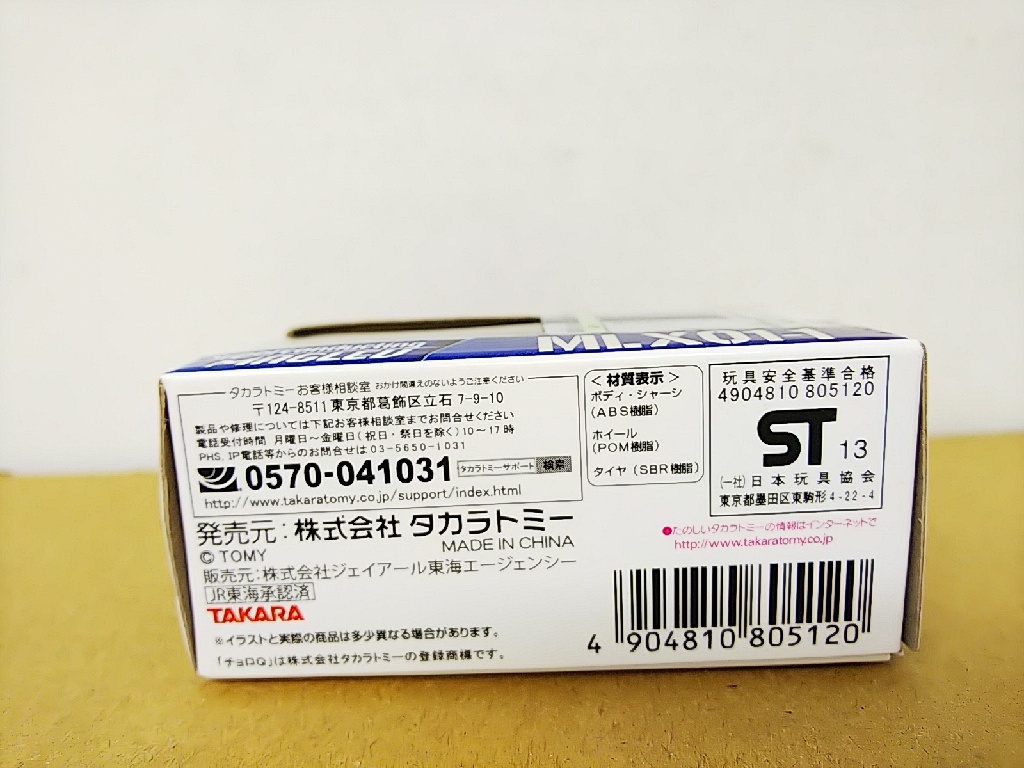 MLX01-1
タカラトミーお客様相談室 おかけ間違えのないようご注意ください
〒124-8511 東京都葛飾区立石 7-9-10
製品や修理については下記お客様相談室までお問合せください
電話受付時間 月曜日～金曜日(祝日・祭日を除く)10～17時
PHS、IP電話等からのお問合せは 03-5650-1031
0570-041031 タカラトミーサポート 検索
http://www.takaratomy.co.jp/support/index.html
発売元：株式会社 タカラトミー
© TOMY MADE IN CHINA
販売元：株式会社ジェイアール東海エージェンシー
JR東海承認済
TAKARA
※イラストと実際の商品は多少異なる場合があります。
「チョロQ」は株式会社タカラトミーの登録商標です。
＜材質表示＞
ボディ・シャーシ
(ABS樹脂)
ホイール
(POM樹脂)
タイヤ (SBR樹脂)
玩具安全基準合格
4904810 805120
ST 13
(一社)日本玩具協会
東京都墨田区東駒形4-22-4
●たのしいタカラトミーの情報はインターネットで
http://www.takaratomy.co.jp
4 904810 805120